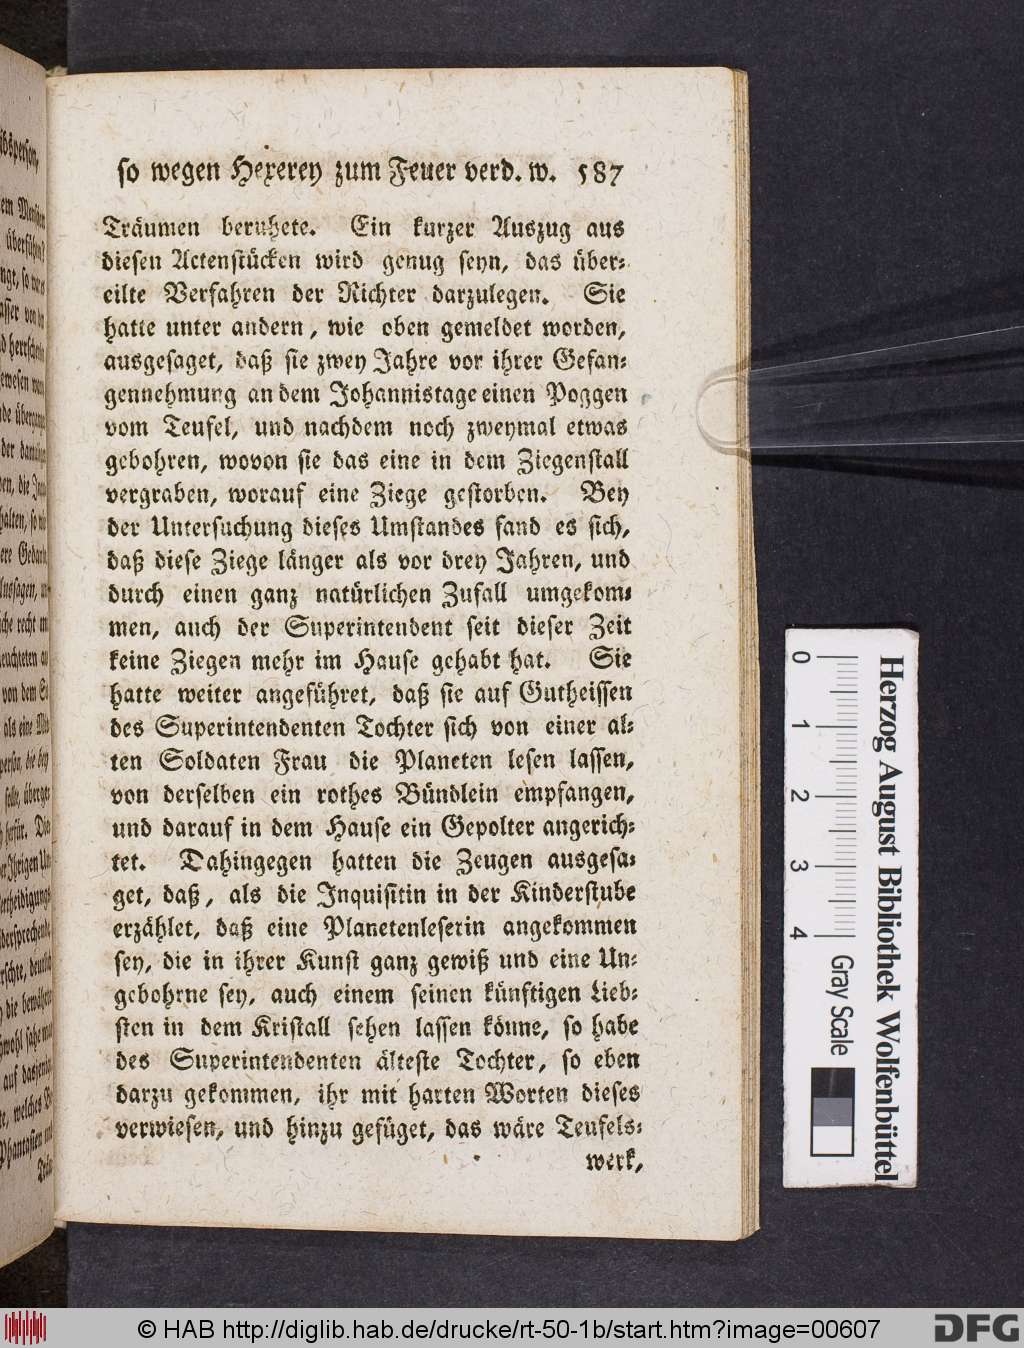 so wegen Hexerey zum Feuer verd. w. 587
Träumen beruhete. Ein kurzer Auszug aus
diesen Actenstücken wird genug seyn, das über-
eilte Verfahren der Richter darzulegen. Sie
hatte unter andern, wie oben gemeldet worden,
ausgesaget, daß sie zwey Jahre vor ihrer Gefan-
gennehmung an dem Johannistage einen Poggen
vom Teufel, und nachdem noch zweymal etwas
gebohren, wovon sie das eine in dem Ziegenstall
vergraben, worauf eine Ziege gestorben. Bey
der Untersuchung dieses Umstandes fand es sich,
daß diese Ziege länger als vor drey Jahren, und
durch einen ganz natürlichen Zufall umgekom-
men, auch der Superintendent seit dieser Zeit
keine Ziegen mehr im Hause gehabt hat. Sie
hatte weiter angeführet, daß sie auf Gutheissen
des Superintendenten Tochter sich von einer al-
ten Soldaten Frau die Planeten lesen lassen,
von derselben ein rothes Bündlein empfangen,
und darauf in dem Hause ein Gepolter angerich-
tet. Dahingegen hatten die Zeugen ausgesa-
get, daß, als die Inquisitin in der Kinderstube
erzählet, daß eine Planetenleserin angekommen
sey, die in ihrer Kunst ganz gewiß und eine Un-
gebohrne sey, auch einem seinen künftigen Lieb-
sten in dem Kristall sehen lassen könne, so habe
des Superintendenten älteste Tochter, so eben
darzu gekommen, ihr mit harten Worten dieses
verwiesen, und hinzu gefüget, das wäre Teufels-
werk,
0 1 2 3 4
Gray Scale
Herzog August Bibliothek Wolfenbüttel
© HAB http://diglib.hab.de/drucke/rt-50-1b/start.htm?image=00607
DFG